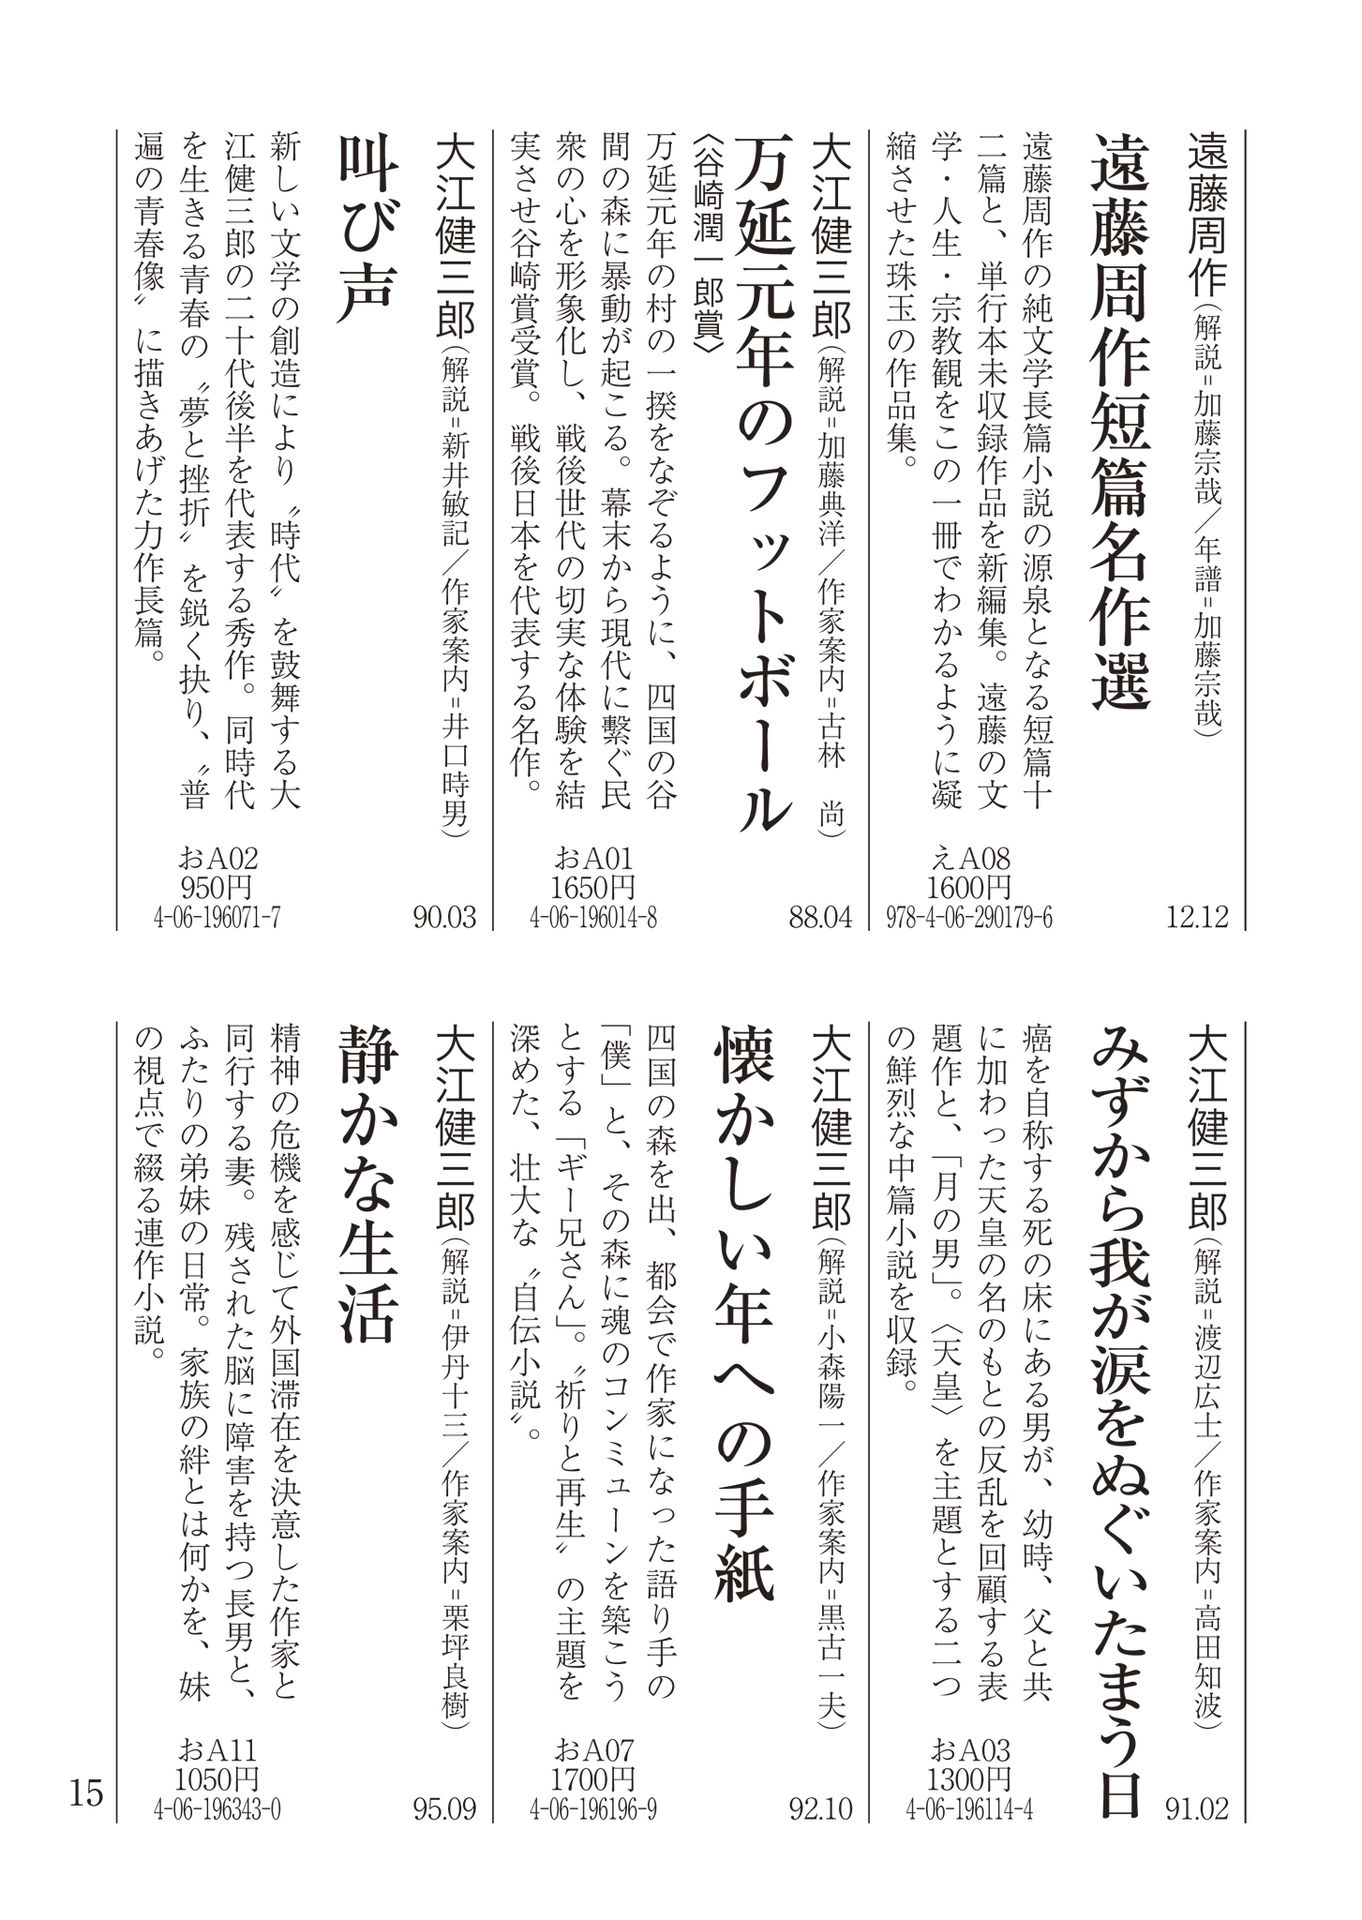 遠藤周作（解説=加藤宗哉／年譜=加藤宗哉）
遠藤周作短篇名作選
遠藤周作の純文学長篇小説の源泉となる短篇十
二篇と、単行本未収録作品を新編集。遠藤の文
学・人生・宗教観をこの一冊でわかるように凝
縮させた珠玉の作品集。
えA08
1600円
978-4-06-290179-6
12.12
大江健三郎（解説=加藤典洋／作家案内=古林　尚）
万延元年のフットボール
〈谷崎潤一郎賞〉
万延元年の村の一揆をなぞるように、四国の谷
間の森に暴動が起こる。幕末から現代に繋ぐ民
衆の心を形象化し、戦後世代の切実な体験を結
実させ谷崎賞受賞。戦後日本を代表する名作。
おA01
1650円
4-06-196014-8
88.04
大江健三郎（解説=新井敏記／作家案内=井口時男）
叫び声
新しい文学の創造により〝時代〟を鼓舞する大
江健三郎の二十代後半を代表する秀作。同時代
を生きる青春の〝夢と挫折〟を鋭く抉り、〝普
遍の青春像〟に描きあげた力作長篇。
おA02
950円
4-06-196071-7
90.03
大江健三郎（解説=渡辺広士／作家案内=高田知波）
みずから我が涙をぬぐいたまう日
癌を自称する死の床にある男が、幼時、父と共
に加わった天皇の名のもとの反乱を回顧する表
題作と、「月の男」。〈天皇〉を主題とする二つ
の鮮烈な中篇小説を収録。
おA03
1300円
4-06-196114-4
91.02
大江健三郎（解説=小森陽一／作家案内=黒古一夫）
懐かしい年への手紙
四国の森を出、都会で作家になった語り手の
「僕」と、その森に魂のコンミューンを築こう
とする「ギー兄さん」。〝祈りと再生〟の主題を
深めた、壮大な〝自伝小説〟。
おA07
1700円
4-06-196196-9
92.10
大江健三郎（解説=伊丹十三／作家案内=栗坪良樹）
静かな生活
精神の危機を感じて外国滞在を決意した作家と
同行する妻。残された脳に障害を持つ長男と、
ふたりの弟妹の日常。家族の絆とは何かを、妹
の視点で綴る連作小説。
おA11
1050円
4-06-196343-0
95.09
15